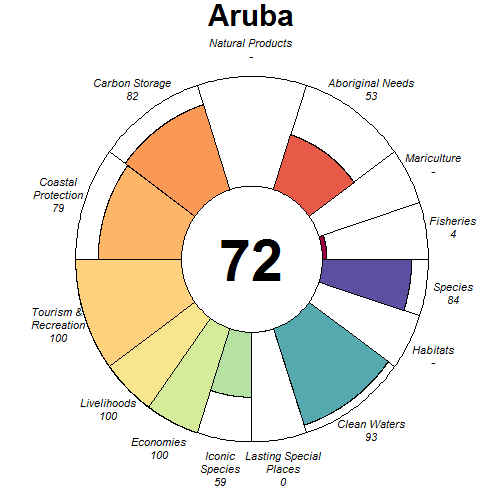 Aruba
Natural Products
-
Aboriginal Needs
53
Mariculture
-
Fisheries
4
Species
84
Habitats
-
Clean Waters
93
Lasting Special
Places
0
Iconic
Species
59
Economies
100
Livelihoods
100
Tourism &
Recreation
100
Coastal
Protection
79
Carbon Storage
82
72